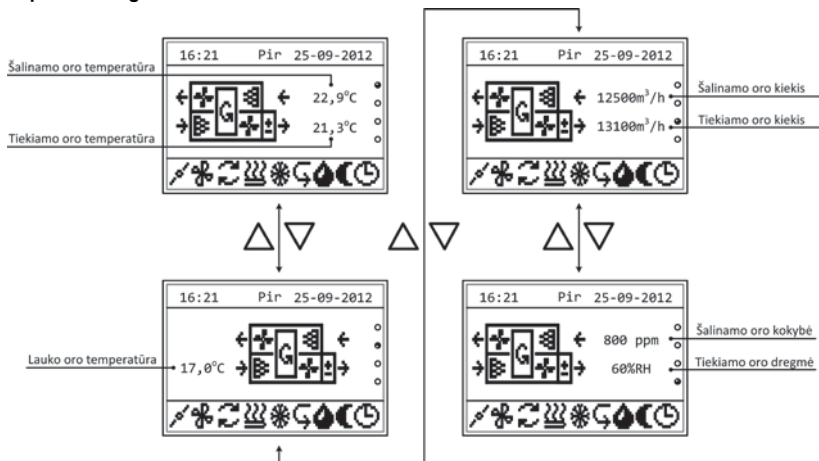 16:21 Pir 25-09-2012
Šalinamo oro temperatūra
22,9°C
G
21,3°C
Tiekiamo oro temperatūra
16:21 Pir 25-09-2012
Šalinamo oro kiekis
12500m³/h
G
13100m³/h
Tiekiamo oro kiekis
16:21 Pir 25-09-2012
G
Lauko oro temperatūra
17,0°C
16:21 Pir 25-09-2012
Šalinamo oro kokybė
800 ppm
G
60%RH
Tiekiamo oro dregmė